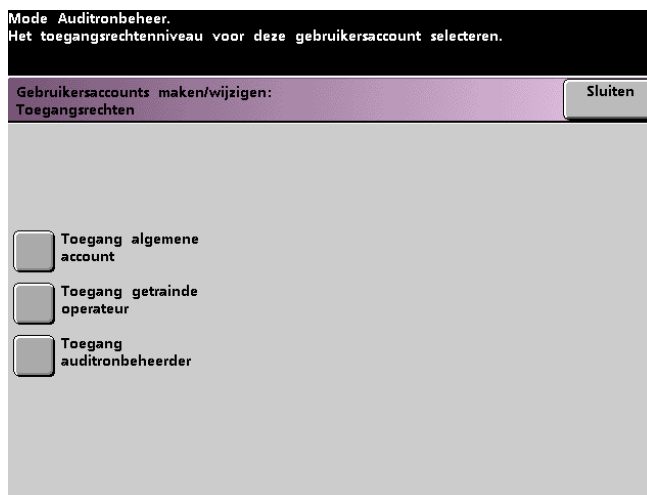 Mode Auditronbeheer.
Het toegangsrechtenniveau voor deze gebruikersaccount selecteren.
Gebruikersaccounts maken/wijzigen:
Toegangsrechten
Sluiten
Toegang algemene
account
Toegang getrainde
operateur
Toegang
auditronbeheerder